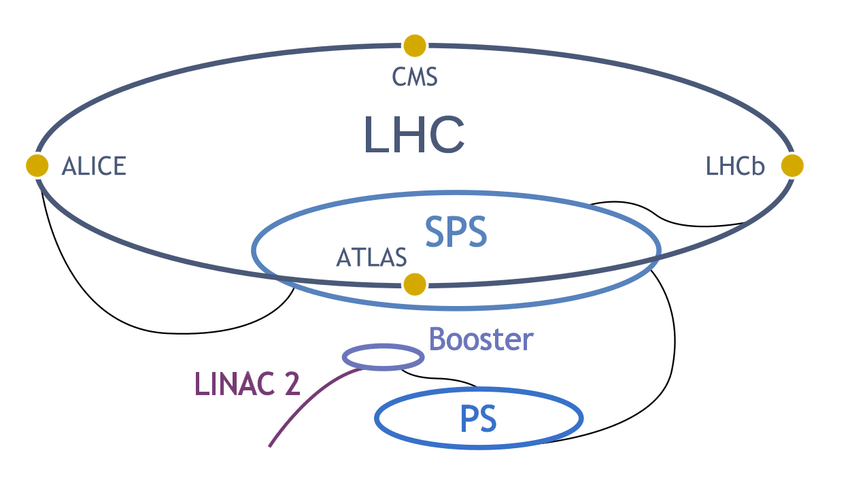 CMS
LHC
ALICE
LHCb
SPS
ATLAS
Booster
LINAC 2
PS